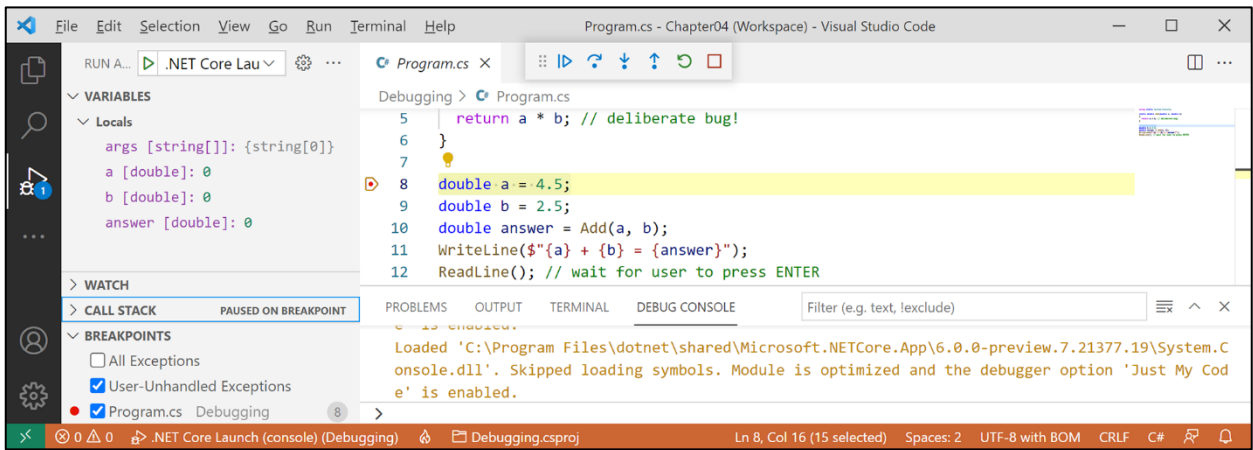 File Edit Selection View Go Run Terminal Help Program.cs - Chapter04 (Workspace) - Visual Studio Code
RUN A... .NET Core Lau
VARIABLES
Locals
args [string[]]: {string[0]}
a [double]: 0
b [double]: 0
answer [double]: 0
WATCH
CALL STACK PAUSED ON BREAKPOINT
BREAKPOINTS
All Exceptions
User-Unhandled Exceptions
Program.cs Debugging 8
1
C# Program.cs
Debugging > C# Program.cs
5 return a * b; // deliberate bug!
6 }
7
8 double a = 4.5;
9 double b = 2.5;
10 double answer = Add(a, b);
11 WriteLine($"{a} + {b} = {answer}");
12 ReadLine(); // wait for user to press ENTER
PROBLEMS OUTPUT TERMINAL DEBUG CONSOLE Filter (e.g. text, !exclude)
e' is enabled.
Loaded 'C:\Program Files\dotnet\shared\Microsoft.NETCore.App\6.0.0-preview.7.21377.19\System.C
onsole.dll'. Skipped loading symbols. Module is optimized and the debugger option 'Just My Cod
e' is enabled.
>
0 0 .NET Core Launch (console) (Debugging) Debugging.csproj Ln 8, Col 16 (15 selected) Spaces: 2 UTF-8 with BOM CRLF C#